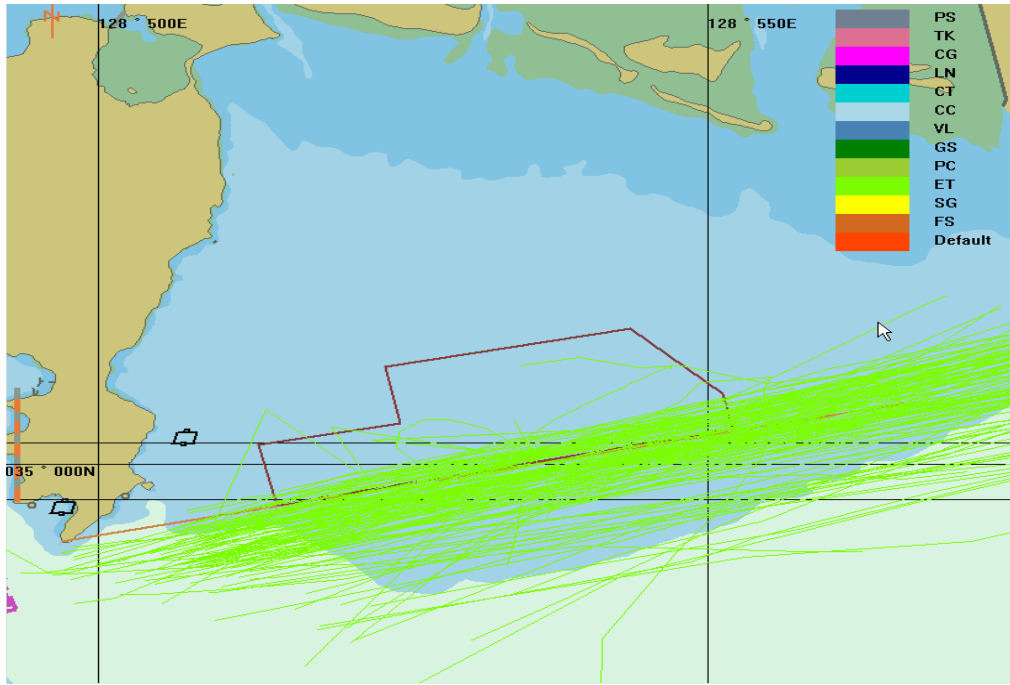 128 ° 500E
128 ° 550E
PS
TK
CG
LN
CT
CC
VL
GS
PC
ET
SG
FS
Default
035 ° 000N